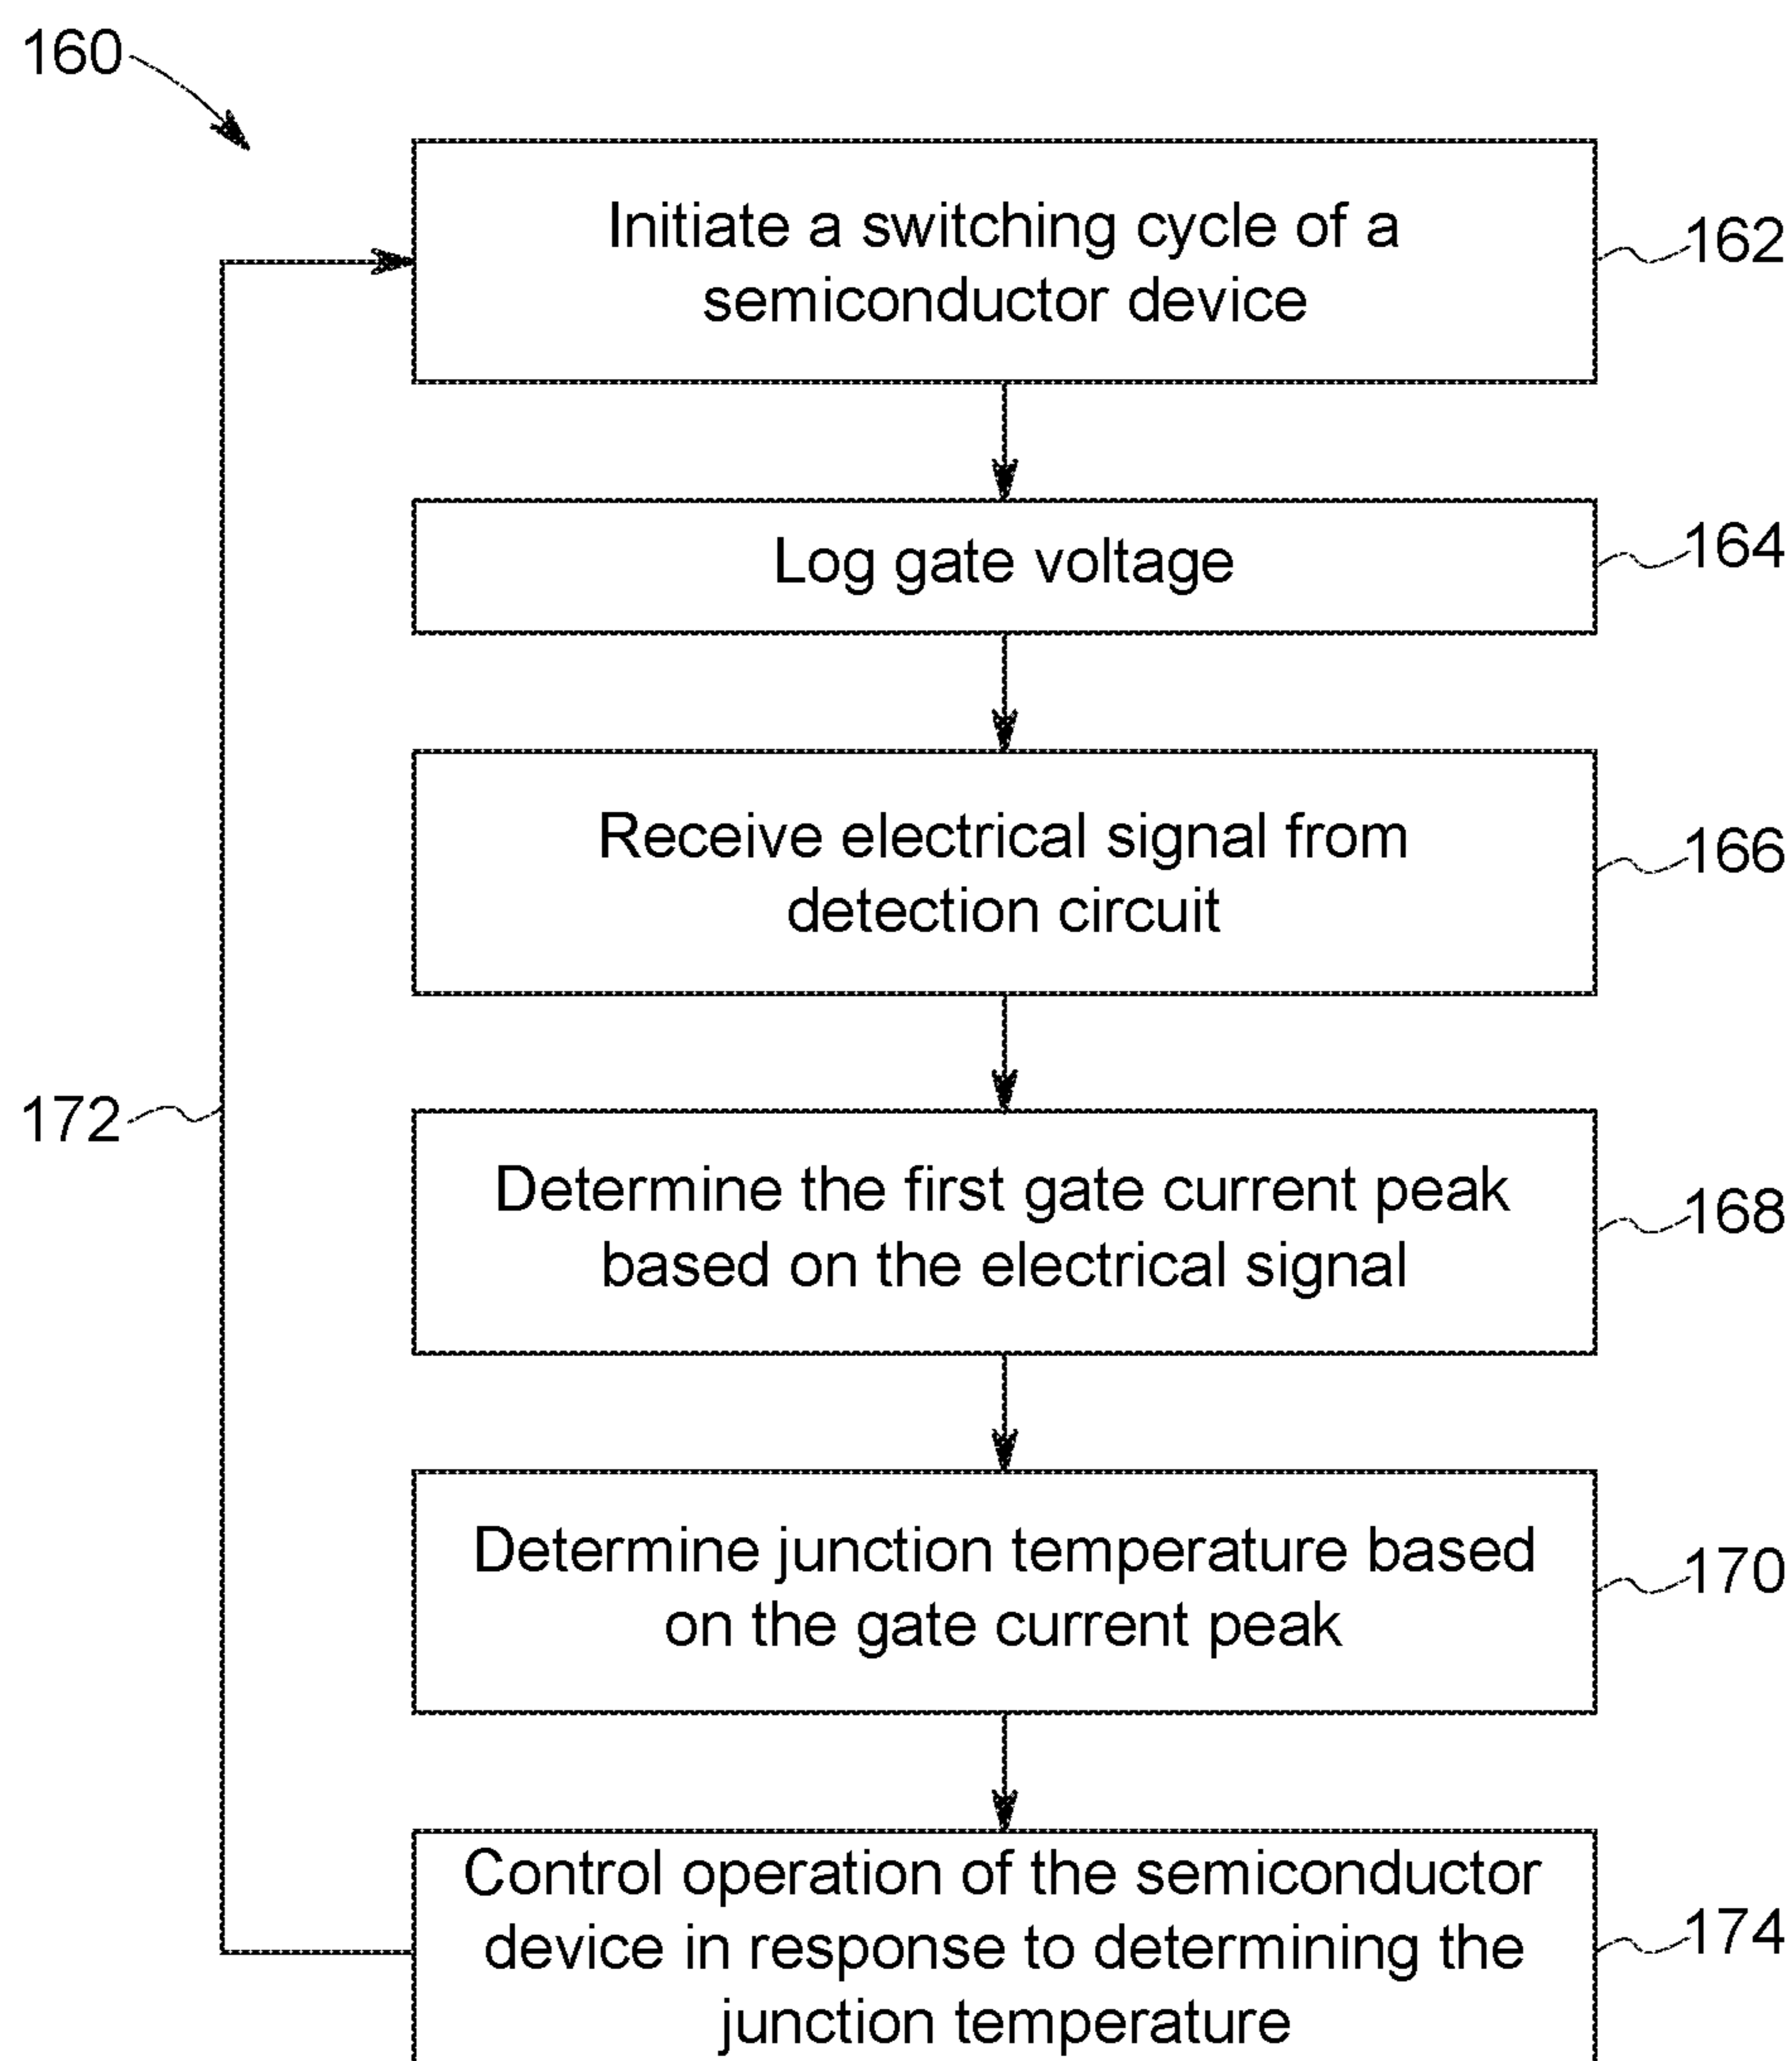 160
Initiate a switching cycle of a
semiconductor device
162
Log gate voltage
164
Receive electrical signal from
detection circuit
166
172
Determine the first gate current peak
based on the electrical signal
168
Determine junction temperature based
on the gate current peak
170
Control operation of the semiconductor
device in response to determining the
junction temperature
174